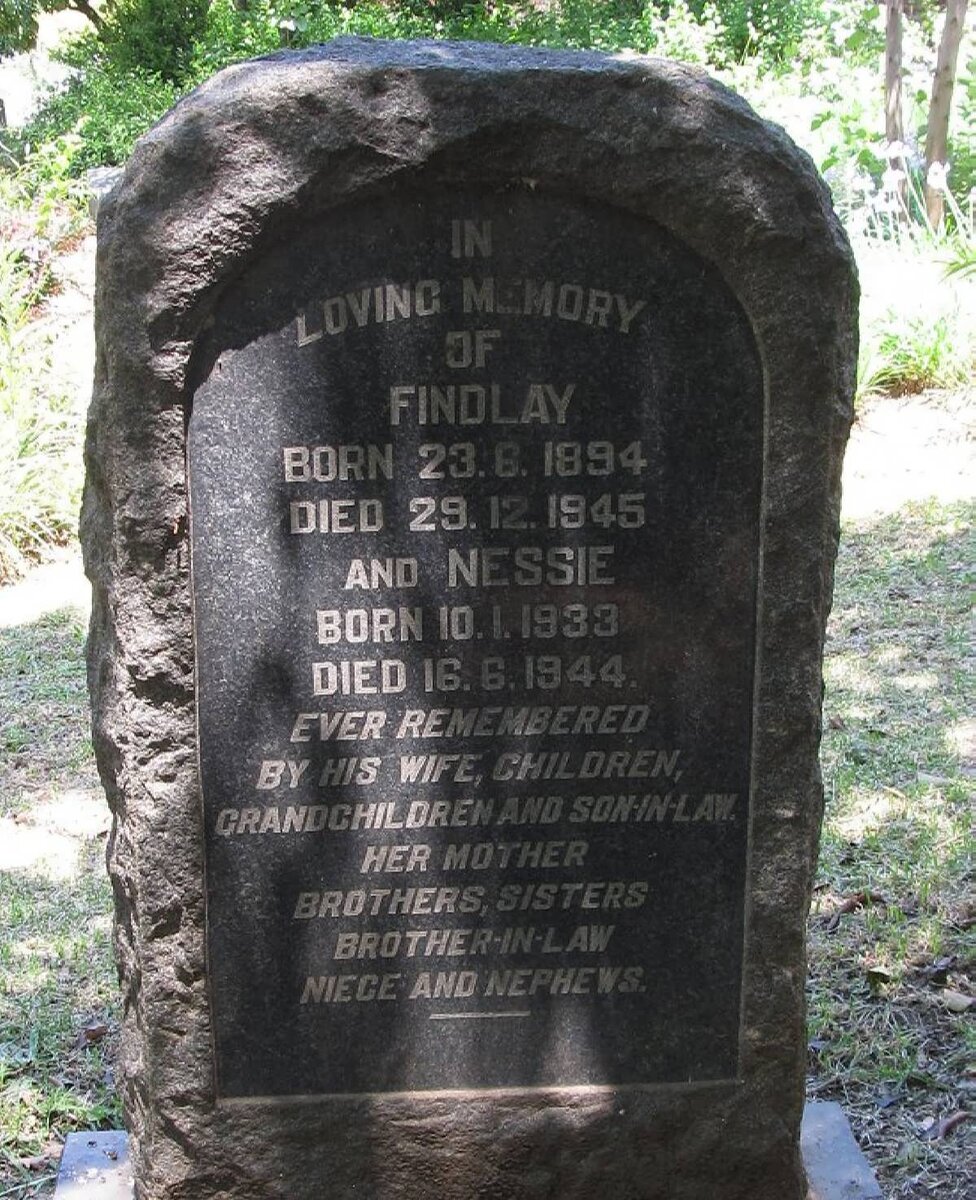 IN
LOVING MEMORY
OF
FINDLAY
BORN 23.6.1894
DIED 29.12.1945
AND NESSIE
BORN 10.1.1933
DIED 16.6.1944.
EVER REMEMBERED
BY HIS WIFE, CHILDREN,
GRANDCHILDREN AND SON-IN-LAW.
HER MOTHER
BROTHERS, SISTERS
BROTHER-IN-LAW
NIECE AND NEPHEWS.